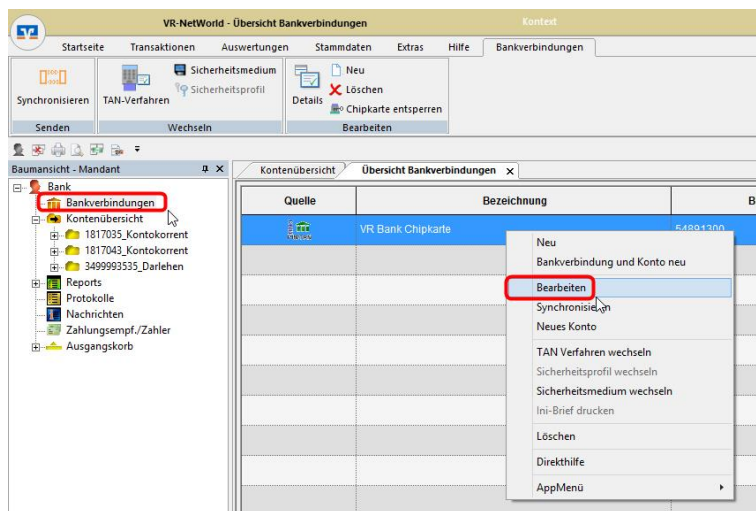 VR-NetWorld - Übersicht Bankverbindungen
Kontext
Startseite Transaktionen Auswertungen Stammdaten Extras Hilfe Bankverbindungen
Synchronisieren
TAN-Verfahren
Sicherheitsmedium
Sicherheitsprofil
Details
Neu
Löschen
Chipkarte entsperren
Senden Wechseln Bearbeiten
Baumansicht - Mandant
Kontenübersicht Übersicht Bankverbindungen x
Bank
Bankverbindungen
Kontenübersicht
1817035_Kontokorrent
1817043_Kontokorrent
3499993535_Darlehen
Reports
Protokolle
Nachrichten
Zahlungsempf./Zahler
Ausgangskorb
Quelle Bezeichnung B
VR Bank Chipkarte 54891300
Neu
Bankverbindung und Konto neu
Bearbeiten
Synchronisieren
Neues Konto
TAN Verfahren wechseln
Sicherheitsprofil wechseln
Sicherheitsmedium wechseln
Ini-Brief drucken
Löschen
Direkthilfe
AppMenü